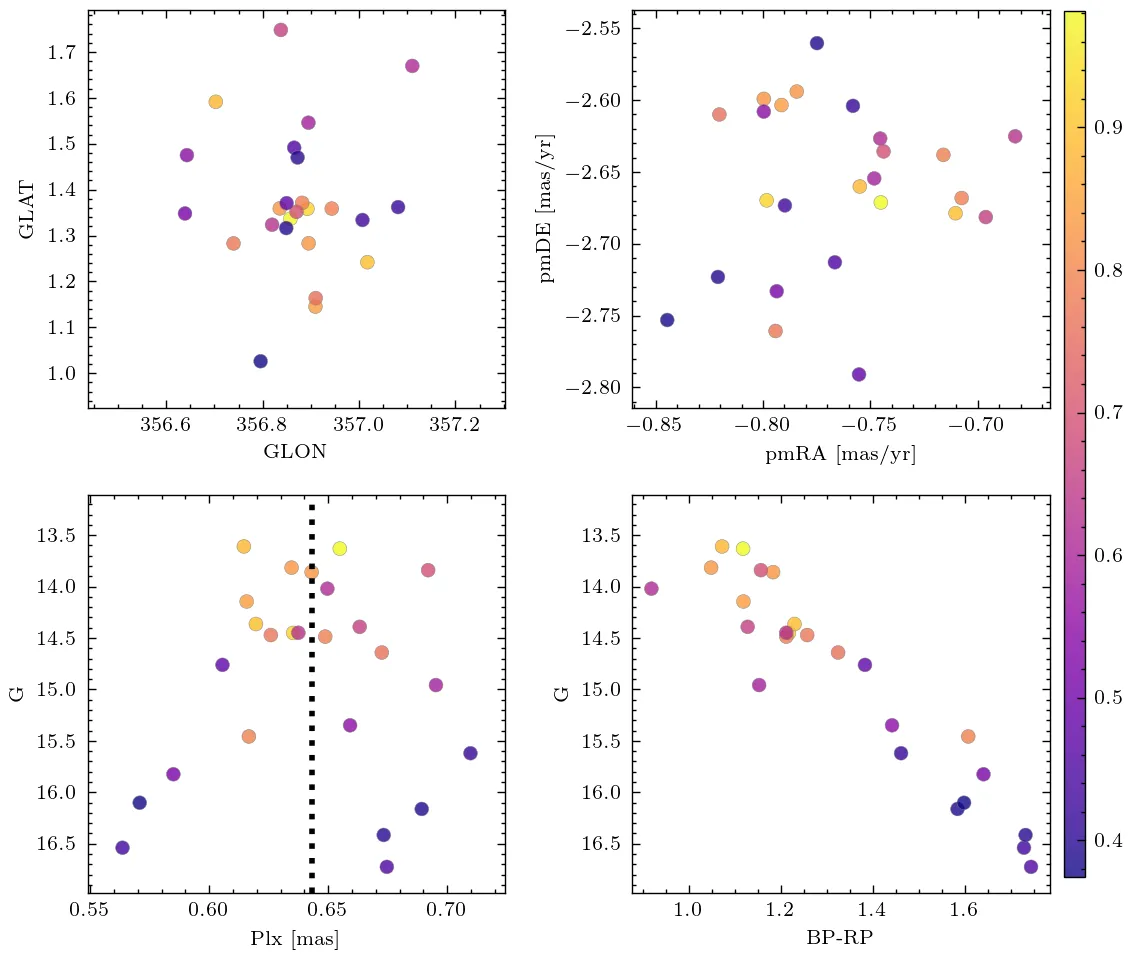 1.7
1.6
1.5
1.4
1.3
1.2
1.1
1.0
GLAT
356.6 356.8 357.0 357.2
GLON
−2.55
−2.60
−2.65
−2.70
−2.75
−2.80
pmDE [mas/yr]
−0.85 −0.80 −0.75 −0.70
pmRA [mas/yr]
13.5
14.0
14.5
15.0
15.5
16.0
16.5
G
0.55 0.60 0.65 0.70
Plx [mas]
13.5
14.0
14.5
15.0
15.5
16.0
16.5
G
1.0 1.2 1.4 1.6
BP-RP
0.9
0.8
0.7
0.6
0.5
0.4